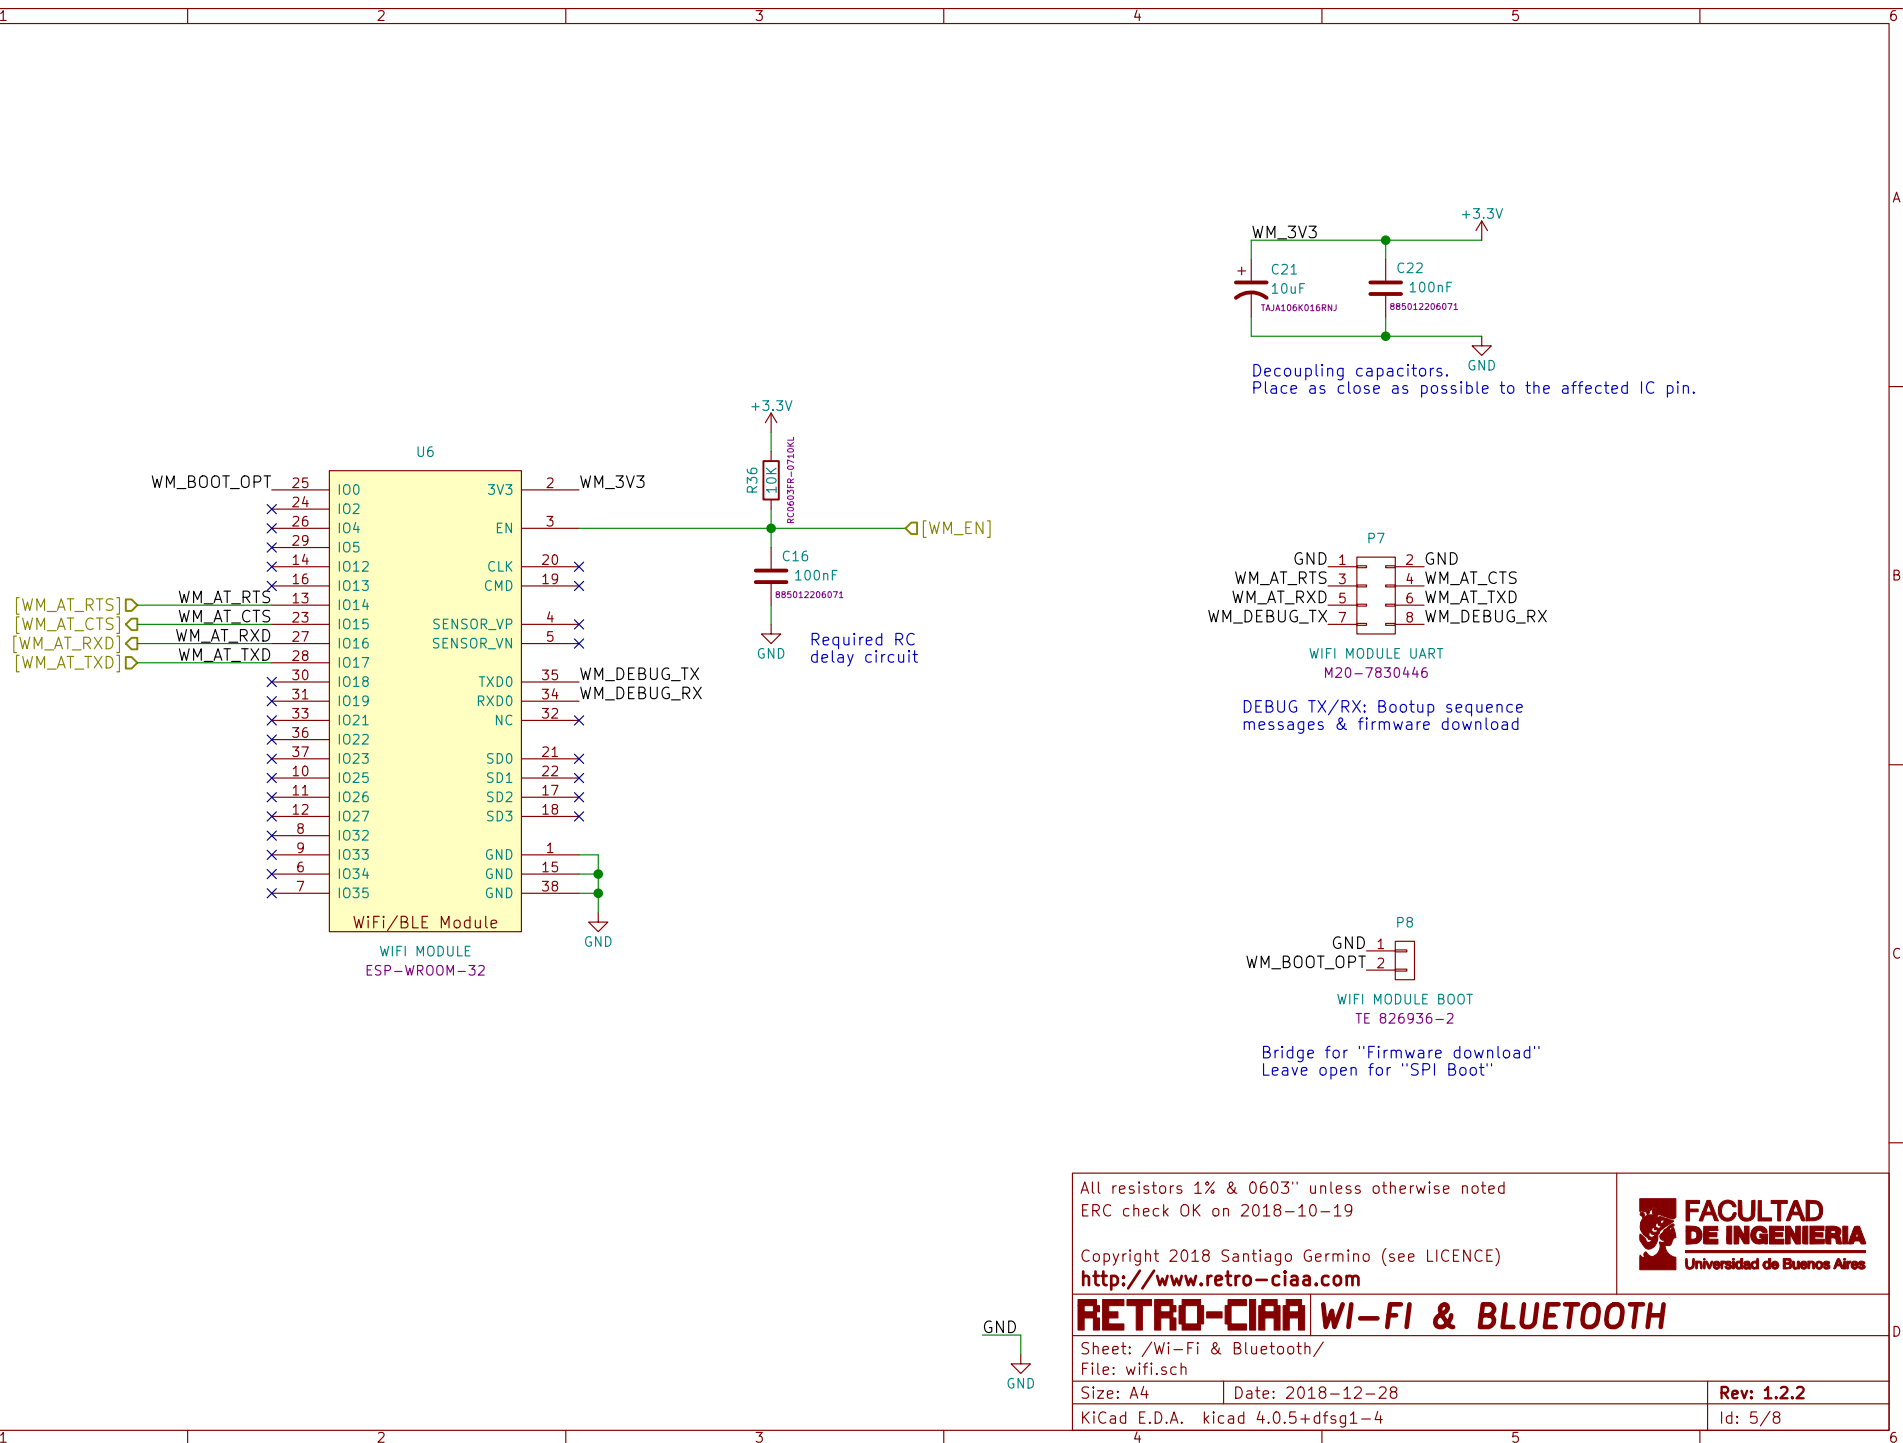 1 2 3 4 5 6
A
B
C
D
+3.3V
WM_3V3
C21
10uF
TAJA106K016RNJ
C22
100nF
885012206071
GND
Decoupling capacitors.
Place as close as possible to the affected IC pin.
U6
WM_BOOT_OPT 25 IO0
24 IO2
26 IO4
29 IO5
14 IO12
16 IO13
[WM_AT_RTS] WM_AT_RTS 13 IO14
[WM_AT_CTS] WM_AT_CTS 23 IO15
[WM_AT_RXD] WM_AT_RXD 27 IO16
[WM_AT_TXD] WM_AT_TXD 28 IO17
30 IO18
31 IO19
33 IO21
36 IO22
37 IO23
10 IO25
11 IO26
12 IO27
8 IO32
9 IO33
6 IO34
7 IO35
3V3 2 WM_3V3
EN 3
CLK 20
CMD 19
SENSOR_VP 4
SENSOR_VN 5
TXD0 35 WM_DEBUG_TX
RXD0 34 WM_DEBUG_RX
NC 32
SD0 21
SD1 22
SD2 17
SD3 18
GND 1
GND 15
GND 38
GND
WiFi/BLE Module
WIFI MODULE
ESP-WROOM-32
+3.3V
R36
10K
RC0603FR-0710KL
[WM_EN]
C16
100nF
885012206071
GND
Required RC
delay circuit
P7
GND 1 2 GND
WM_AT_RTS 3 4 WM_AT_CTS
WM_AT_RXD 5 6 WM_AT_TXD
WM_DEBUG_TX 7 8 WM_DEBUG_RX
WIFI MODULE UART
M20-7830446
DEBUG TX/RX: Bootup sequence
messages & firmware download
P8
GND 1
WM_BOOT_OPT 2
WIFI MODULE BOOT
TE 826936-2
Bridge for "Firmware download"
Leave open for "SPI Boot"
GND
GND
All resistors 1% & 0603" unless otherwise noted
ERC check OK on 2018-10-19
Copyright 2018 Santiago Germino (see LICENCE)
http://www.retro-ciaa.com
FACULTAD
DE INGENIERIA
Universidad de Buenos Aires
RETRO-CIAA WI-FI & BLUETOOTH
Sheet: /Wi-Fi & Bluetooth/
File: wifi.sch
Size: A4 Date: 2018-12-28 Rev: 1.2.2
KiCad E.D.A. kicad 4.0.5+dfsg1-4 Id: 5/8
1 2 3 4 5 6